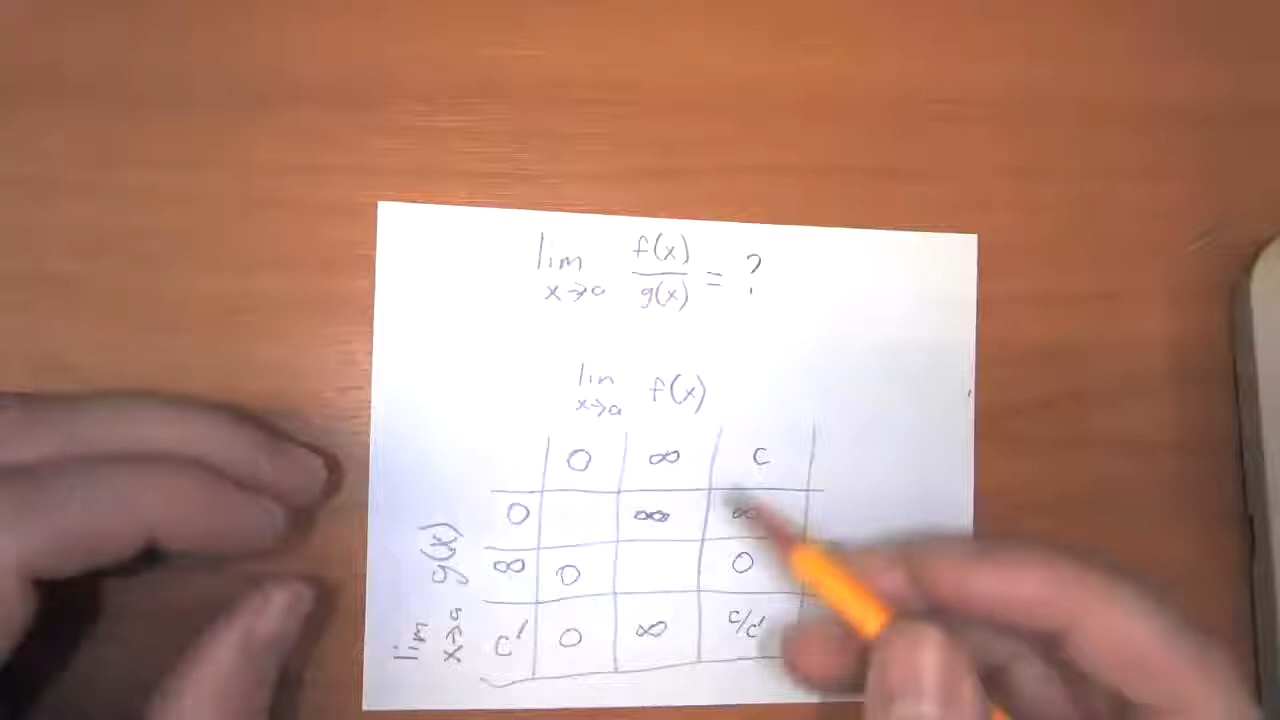 lim x→a f(x)/g(x) = ?
lim x→a f(x)
0 ∞ c
0 ∞ ∞
∞ 0 0
c' 0 ∞ c/c'
lim x→a g(x)